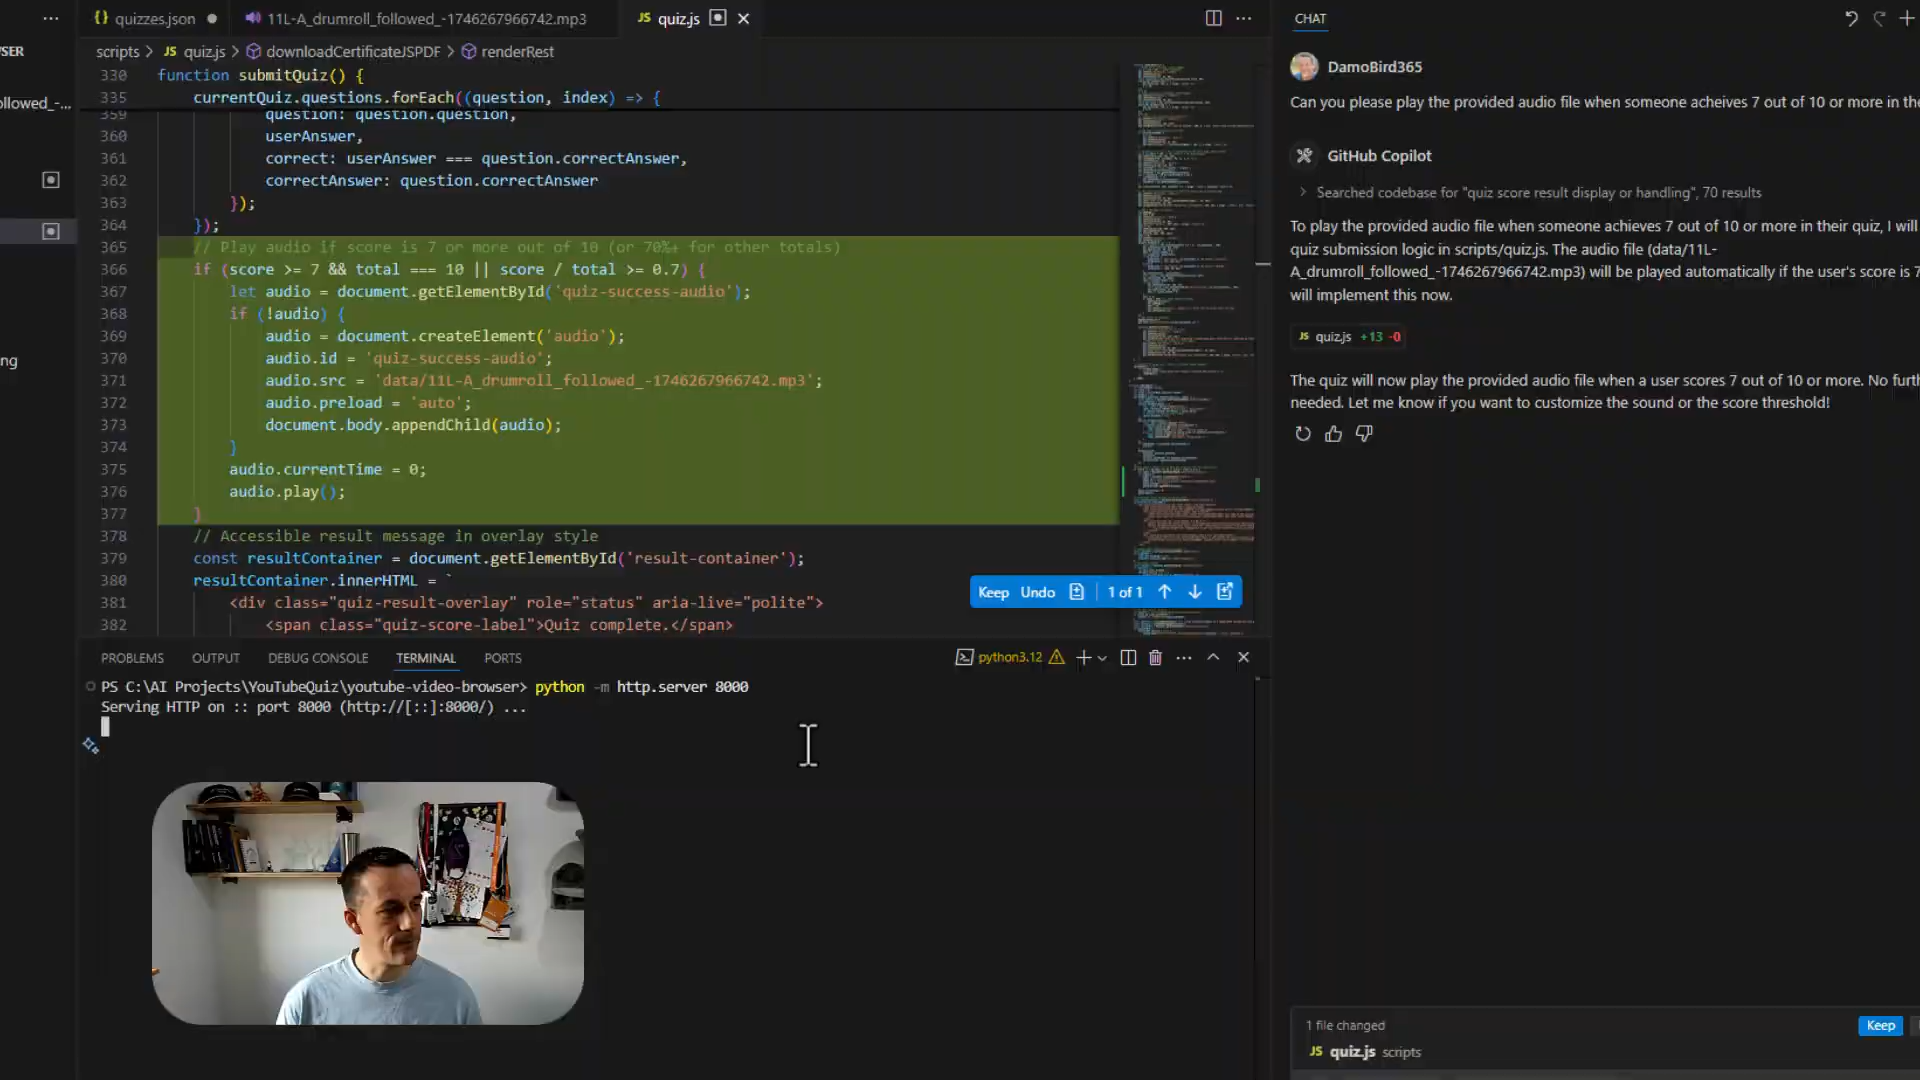 quizzes.json
11L-A_drumroll_followed_-1746267966742.mp3
JS quiz.js
CHAT
SER
scripts > JS quiz.js > downloadCertificateJSPDF > renderRest
ollowed_-...
ng
330 function submitQuiz() {
335 currentQuiz.questions.forEach((question, index) => {
359 question: question.question,
360 userAnswer,
361 correct: userAnswer === question.correctAnswer,
362 correctAnswer: question.correctAnswer
363 });
364 });
365 // Play audio if score is 7 or more out of 10 (or 70%+ for other totals)
366 if (score >= 7 && total === 10 || score / total >= 0.7) {
367 let audio = document.getElementById('quiz-success-audio');
368 if (!audio) {
369 audio = document.createElement('audio');
370 audio.id = 'quiz-success-audio';
371 audio.src = 'data/11L-A_drumroll_followed_-1746267966742.mp3';
372 audio.preload = 'auto';
373 document.body.appendChild(audio);
374 }
375 audio.currentTime = 0;
376 audio.play();
377 }
378 // Accessible result message in overlay style
379 const resultContainer = document.getElementById('result-container');
380 resultContainer.innerHTML = `
381 <div class="quiz-result-overlay" role="status" aria-live="polite">
382 <span class="quiz-score-label">Quiz complete.</span>
Keep Undo 1 of 1
PROBLEMS OUTPUT DEBUG CONSOLE TERMINAL PORTS
python3.12
PS C:\AI Projects\YouTubeQuiz\youtube-video-browser> python -m http.server 8000
Serving HTTP on :: port 8000 (http://[::]:8000/) ...
DamoBird365
Can you please play the provided audio file when someone acheives 7 out of 10 or more in the
GitHub Copilot
> Searched codebase for "quiz score result display or handling", 70 results
To play the provided audio file when someone achieves 7 out of 10 or more in their quiz, I will
quiz submission logic in scripts/quiz.js. The audio file (data/11L-
A_drumroll_followed_-1746267966742.mp3) will be played automatically if the user's score is 7
will implement this now.
JS quiz.js +13 -0
The quiz will now play the provided audio file when a user scores 7 out of 10 or more. No furth
needed. Let me know if you want to customize the sound or the score threshold!
1 file changed
Keep
JS quiz.js scripts